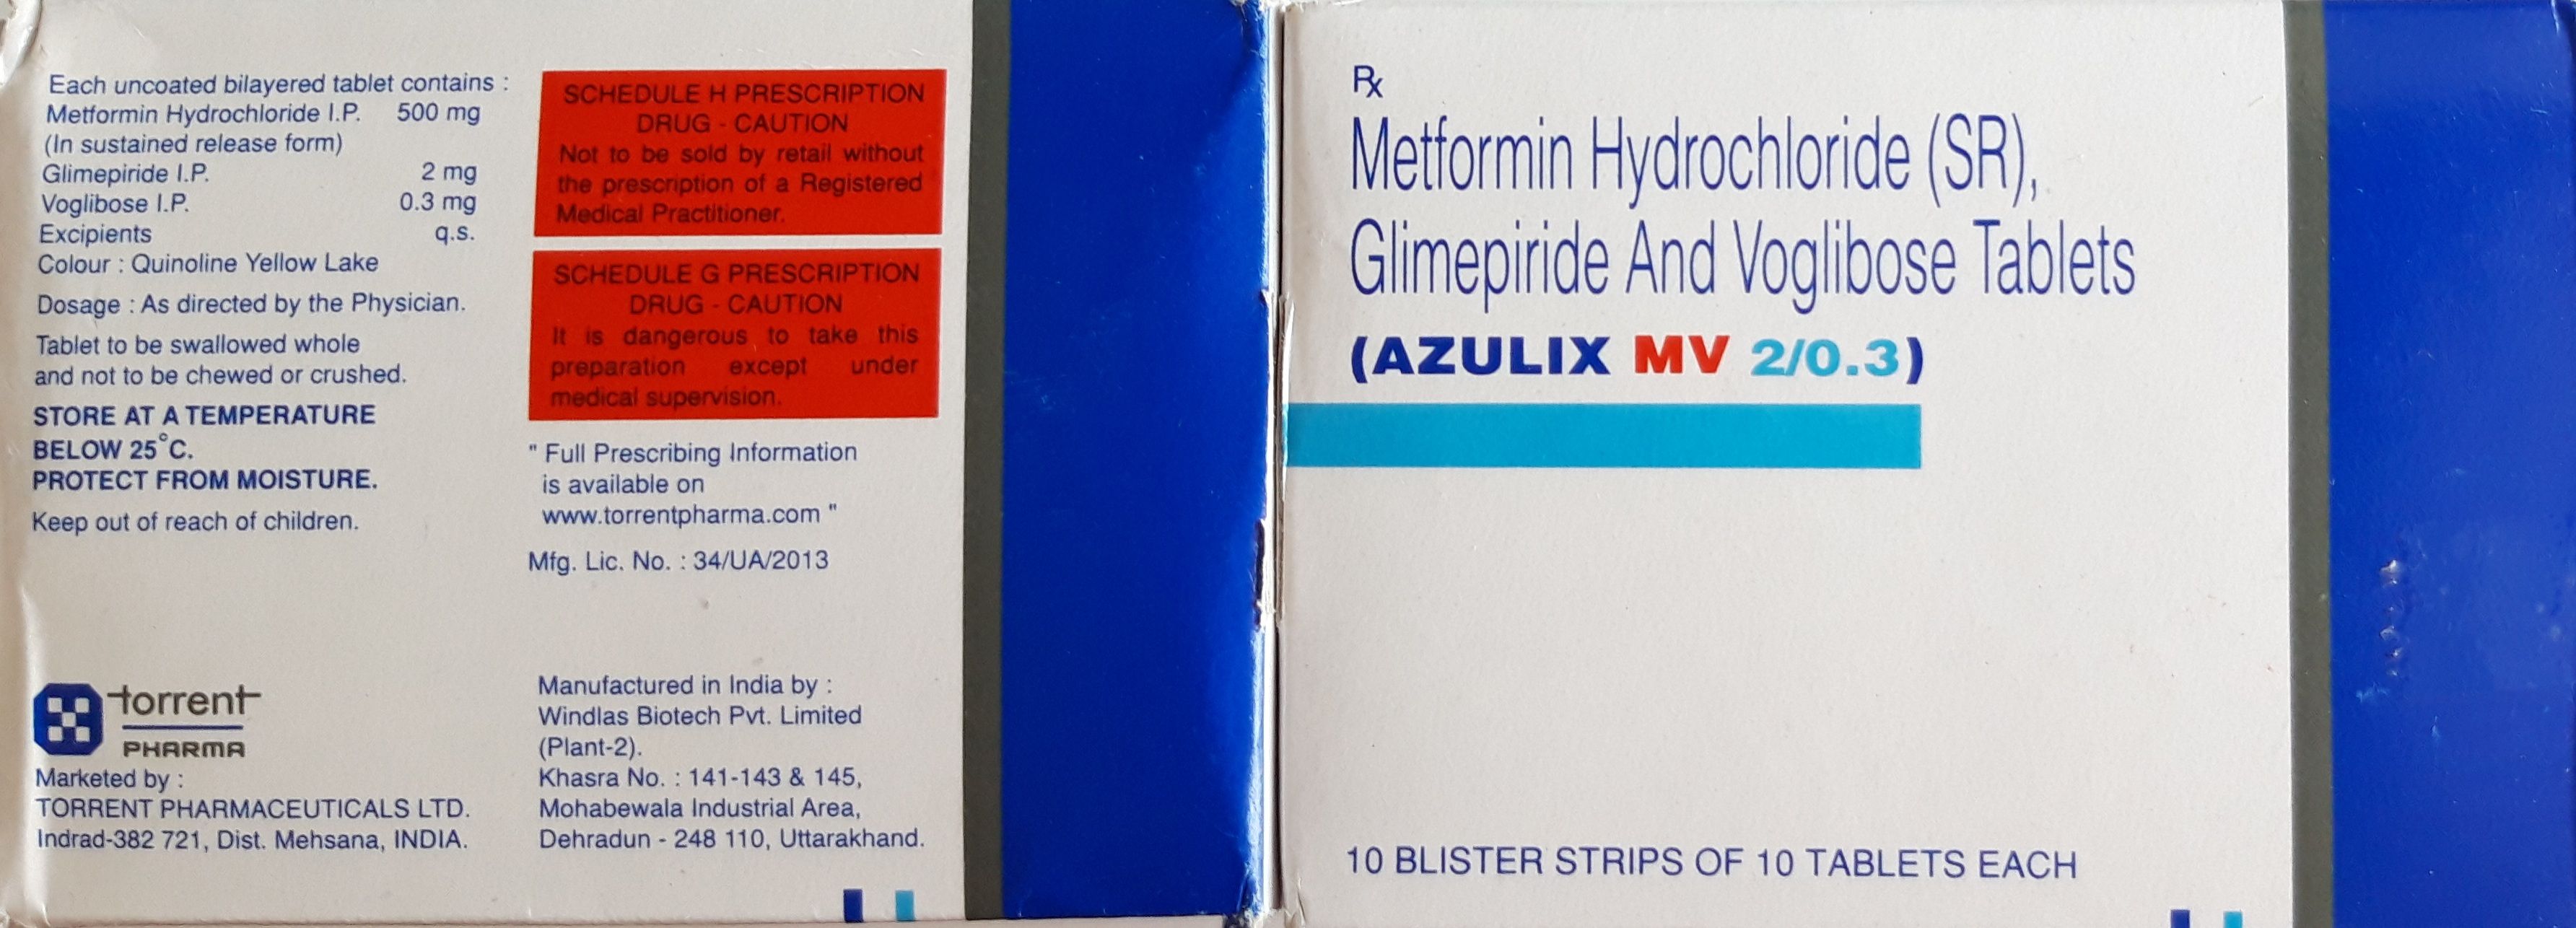 Each uncoated bilayered tablet contains :
Metformin Hydrochloride I.P. 500 mg
(In sustained release form)
Glimepiride I.P. 2 mg
Voglibose I.P. 0.3 mg
Excipients q.s.
Colour : Quinoline Yellow Lake
Dosage : As directed by the Physician.
Tablet to be swallowed whole
and not to be chewed or crushed.
STORE AT A TEMPERATURE
BELOW 25°C.
PROTECT FROM MOISTURE.
Keep out of reach of children.
torrent
PHARMA
Marketed by :
TORRENT PHARMACEUTICALS LTD.
Indrad-382 721, Dist. Mehsana, INDIA.
SCHEDULE H PRESCRIPTION
DRUG - CAUTION
Not to be sold by retail without
the prescription of a Registered
Medical Practitioner.
SCHEDULE G PRESCRIPTION
DRUG - CAUTION
It is dangerous to take this
preparation except under
medical supervision.
" Full Prescribing Information
is available on
www.torrentpharma.com "
Mfg. Lic. No. : 34/UA/2013
Manufactured in India by :
Windlas Biotech Pvt. Limited
(Plant-2).
Khasra No. : 141-143 & 145,
Mohabewala Industrial Area,
Dehradun - 248 110, Uttarakhand.
Rx
Metformin Hydrochloride (SR),
Glimepiride And Voglibose Tablets
(AZULIX MV 2/0.3)
10 BLISTER STRIPS OF 10 TABLETS EACH